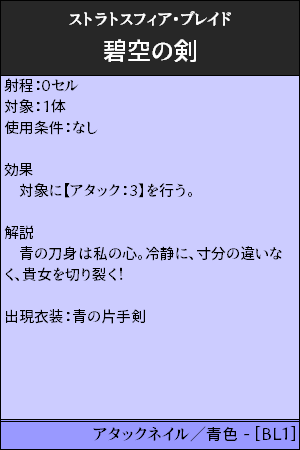 ストラトスフィア・ブレイド
碧空の剣
射程：0セル
対象：1体
使用条件：なし
効果
　対象に【アタック：3】を行う。
解説
　青の刀身は私の心。冷静に、寸分の違いな
く、貴女を切り裂く!
出現衣装：青の片手剣
アタックネイル／青色 - [BL1]